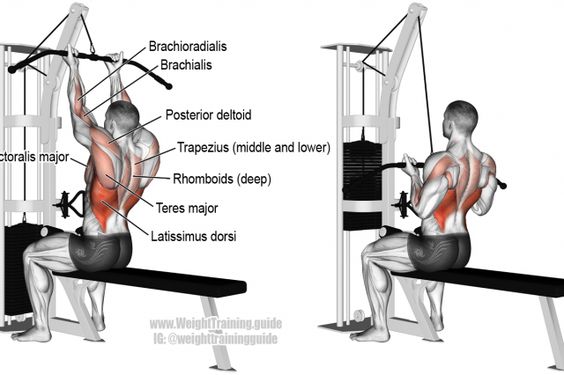 Brachioradialis
Brachialis
Posterior deltoid
ctoralis major
Trapezius (middle and lower)
Rhomboids (deep)
Teres major
Latissimus dorsi
www.WeightTraining.guide
IG: @weighttrainingguide